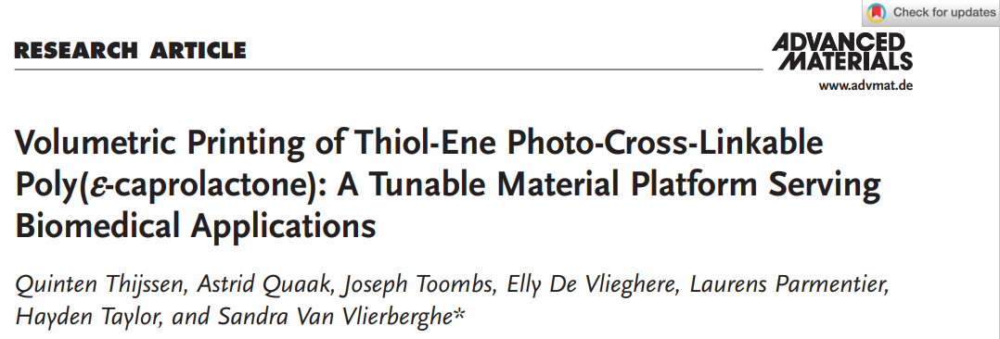 Check for updates
RESEARCH ARTICLE
ADVANCED
MATERIALS
www.advmat.de
Volumetric Printing of Thiol-Ene Photo-Cross-Linkable
Poly(ε-caprolactone): A Tunable Material Platform Serving
Biomedical Applications
Quinten Thijssen, Astrid Quaak, Joseph Toombs, Elly De Vlieghere, Laurens Parmentier,
Hayden Taylor, and Sandra Van Vlierberghe*